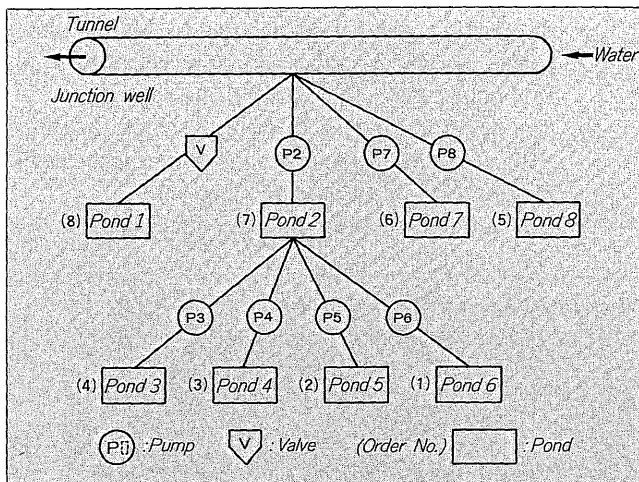 Tunnel
Water
Junction well
V P2 P7 P8
(8) Pond 1 (7) Pond 2 (6) Pond 7 (5) Pond 8
P3 P4 P5 P6
(4) Pond 3 (3) Pond 4 (2) Pond 5 (1) Pond 6
:Pump V :Valve (Order No.) : Pond